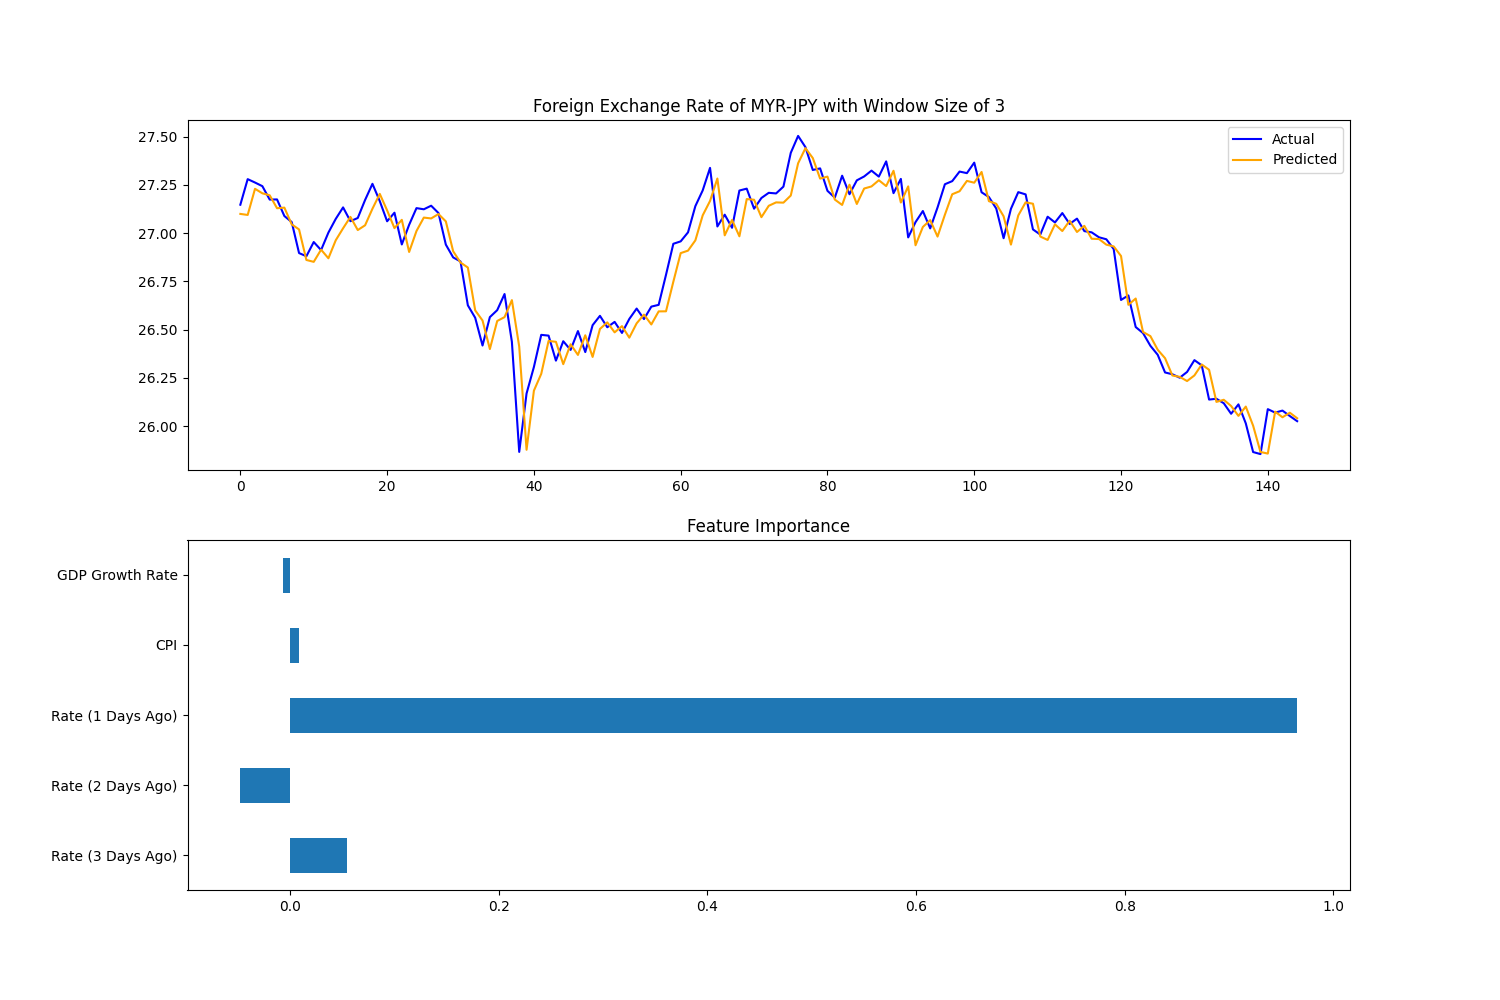 Foreign Exchange Rate of MYR-JPY with Window Size of 3
27.50
27.25
27.00
26.75
26.50
26.25
26.00
Actual
Predicted
0 20 40 60 80 100 120 140
Feature Importance
GDP Growth Rate
CPI
Rate (1 Days Ago)
Rate (2 Days Ago)
Rate (3 Days Ago)
0.0 0.2 0.4 0.6 0.8 1.0